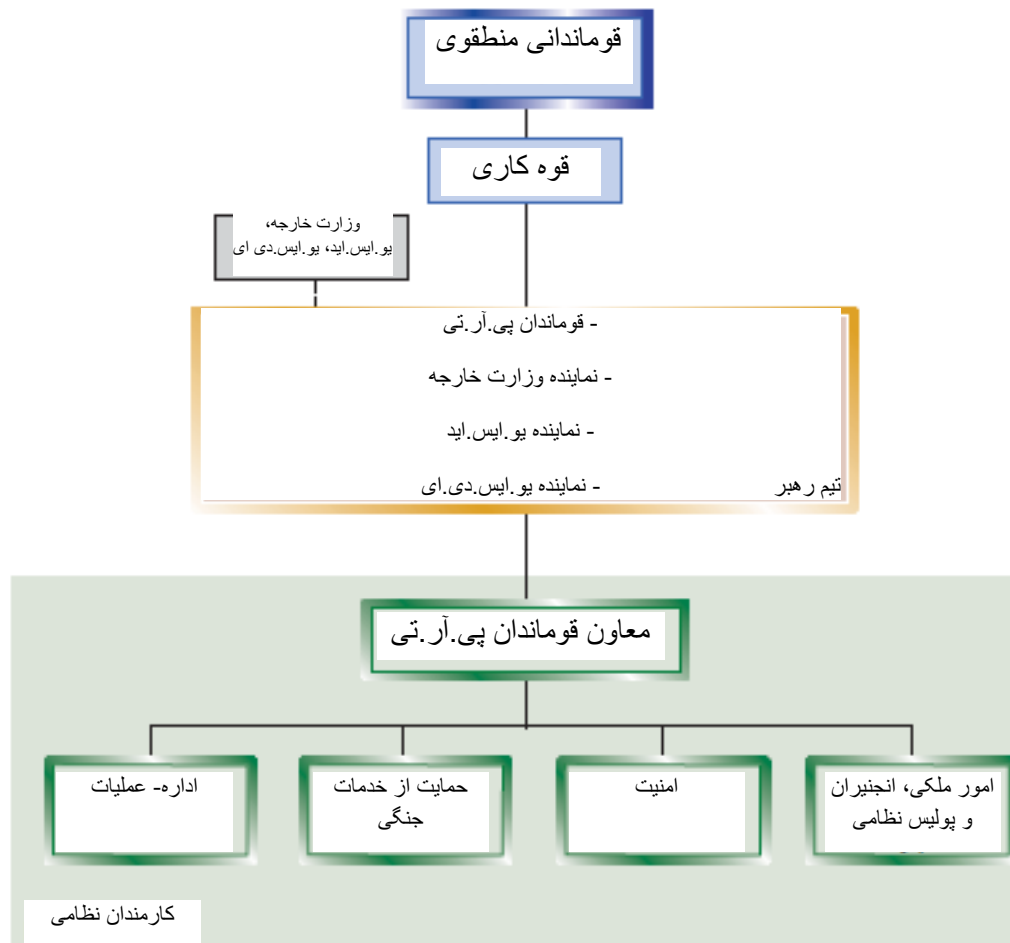 قوماندانی منطقوی
قوه کاری
وزارت خارجه،
یو.ایس.اید، یو.ایس.دی ای
- قوماندان پی.آر.تی
- نماینده وزارت خارجه
- نماینده یو.ایس.اید
تیم رهبر
- نماینده یو.ایس.دی.ای
معاون قوماندان پی.آر.تی
امور ملکی، انجنیران
و پولیس نظامی
امنیت
حمایت از خدمات
جنگی
اداره- عملیات
کارمندان نظامی